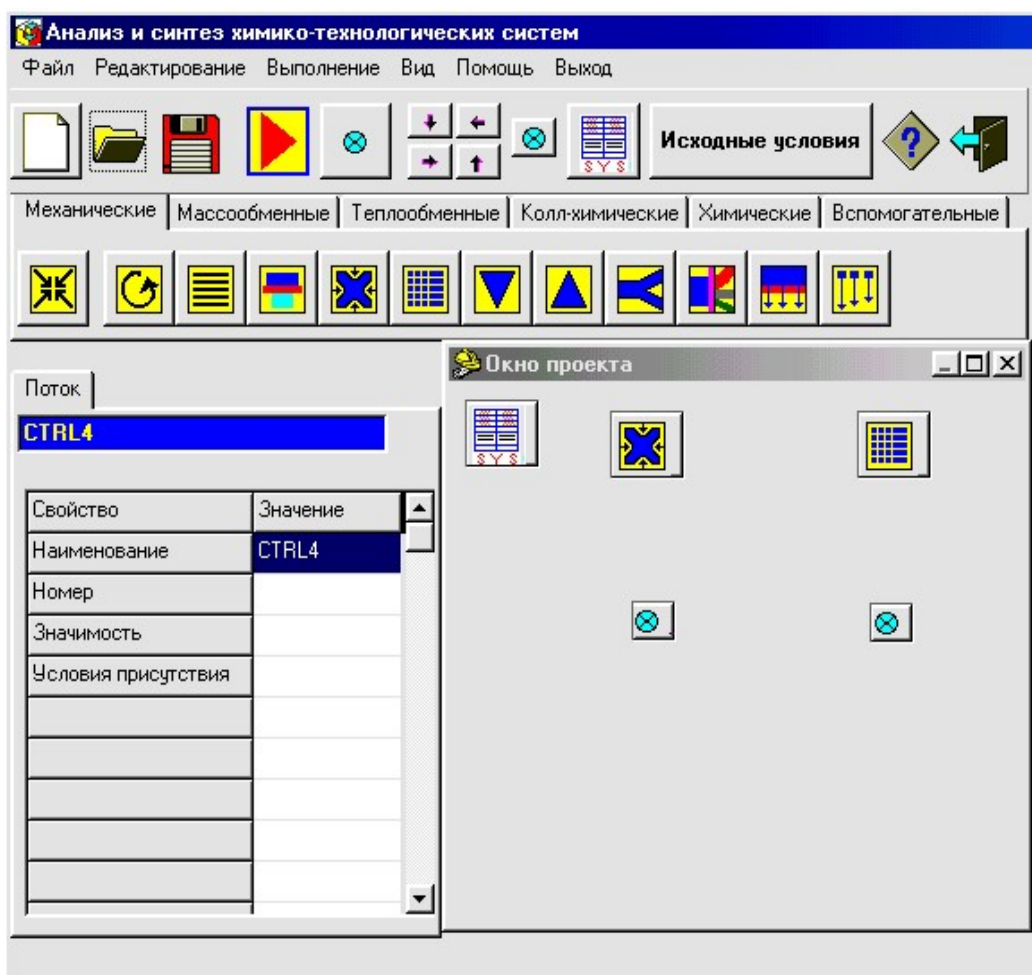 Анализ и синтез химико-технологических систем
Файл Редактирование Выполнение Вид Помощь Выход
SYS Исходные условия ?
Механические Массообменные Теплообменные Колл-химические Химические Вспомогательные
Окно проекта
Поток
CTRL4
SYS
Свойство Значение
Наименование CTRL4
Номер
Значимость
Условия присутствия